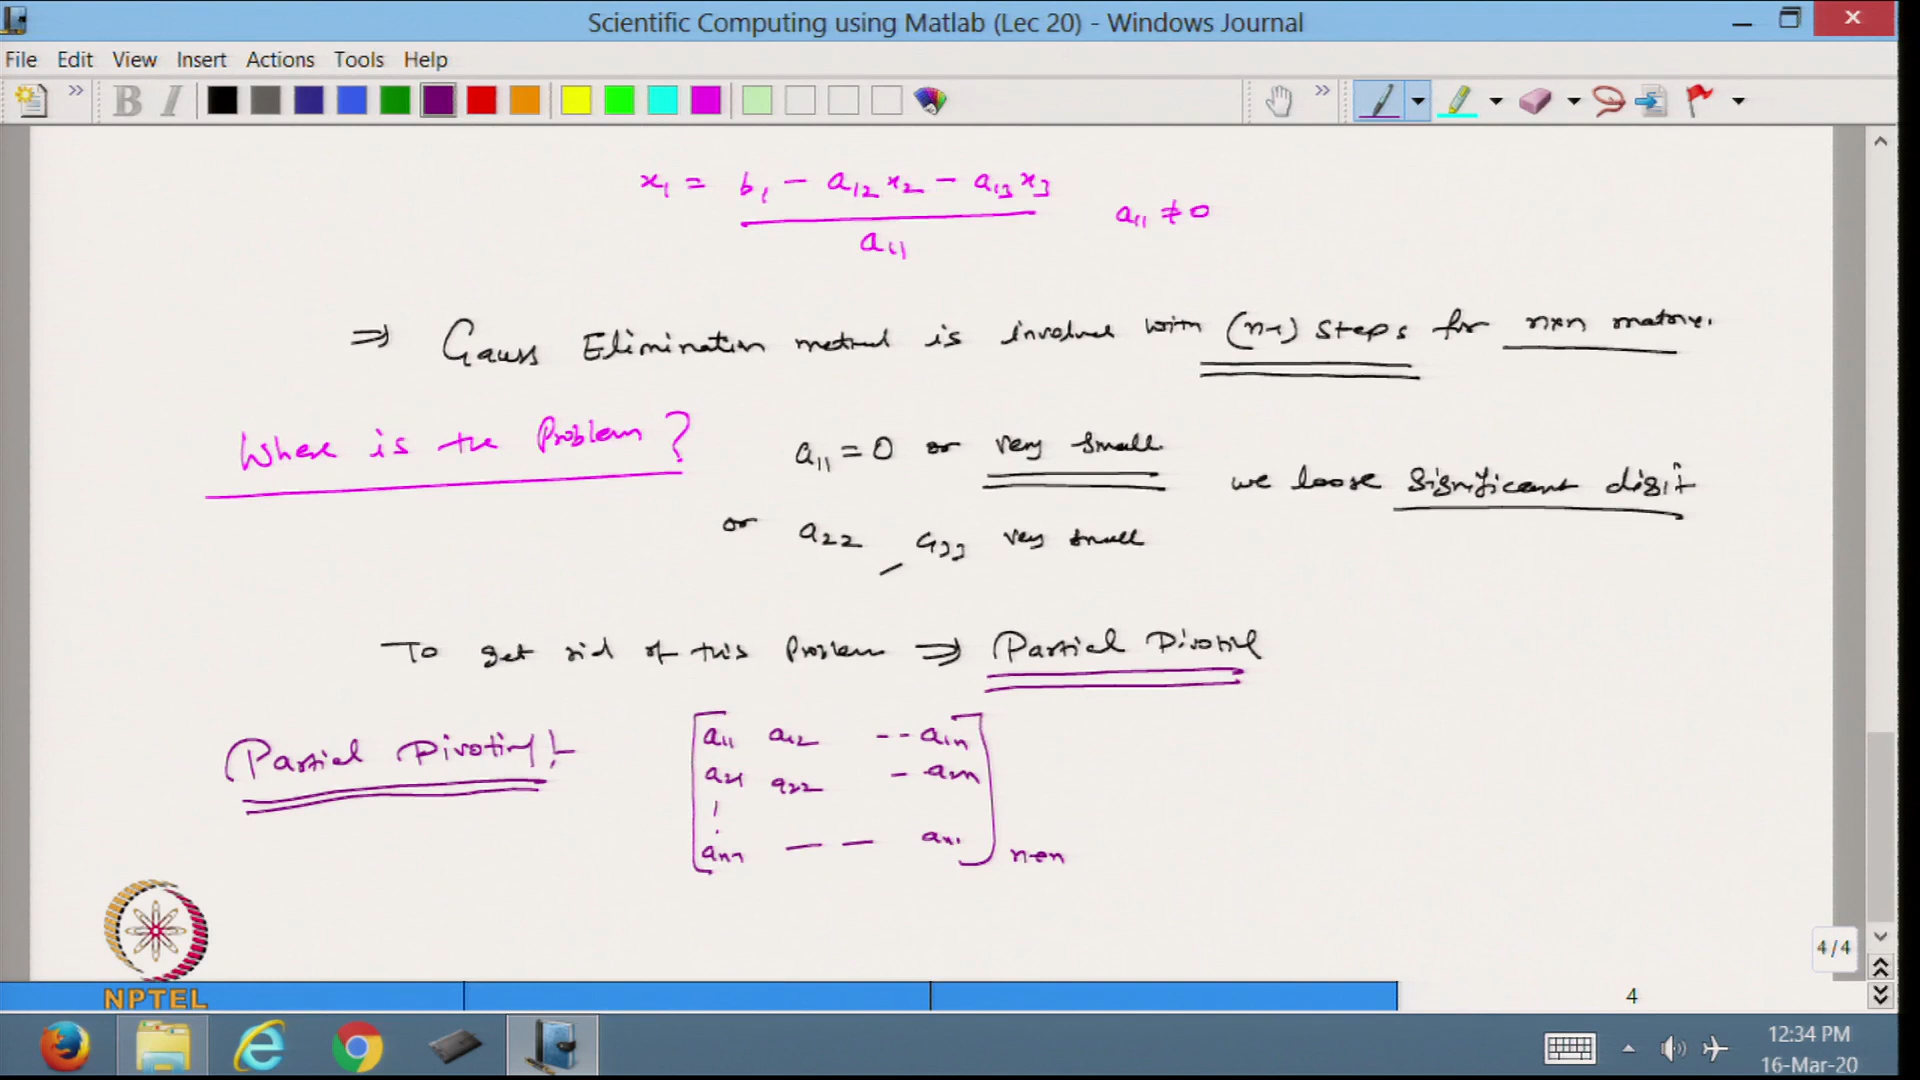 Scientific Computing using Matlab (Lec 20) - Windows Journal
File Edit View Insert Actions Tools Help
B I
x1 = b1 - a12 x2 - a13 x3
a11
a11 ≠ 0
⇒ Gauss Elimination method is involved with (n-1) steps for n×n matrix.
Where is the Problem?
a11 = 0 or very small
we loose significant digit
or a22, a33 very small
To get rid of this Problem ⇒ Partial Pivoting
Partial Pivoting:-
a11 a12 -- a1n
a21 a22 - a2n
an1 — — ann
n×n
NPTEL
4/4
4
12:34 PM
16-Mar-20